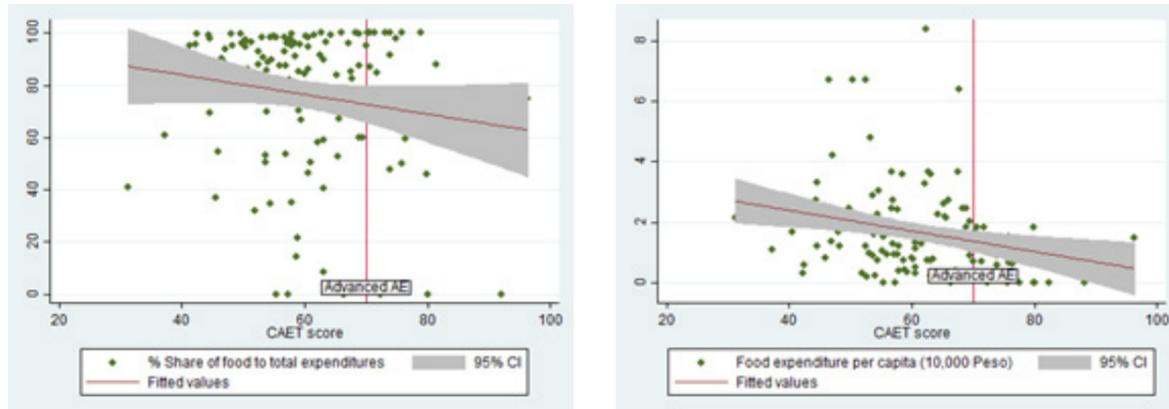 100
80
60
40
20
0
Advanced AE
20 40 60 80 100
CAET score
% Share of food to total expenditures 95% CI
Fitted values
8
6
4
2
0
Advanced AE
20 40 60 80 100
CAET score
Food expenditure per capita (10,000 Peso) 95% CI
Fitted values